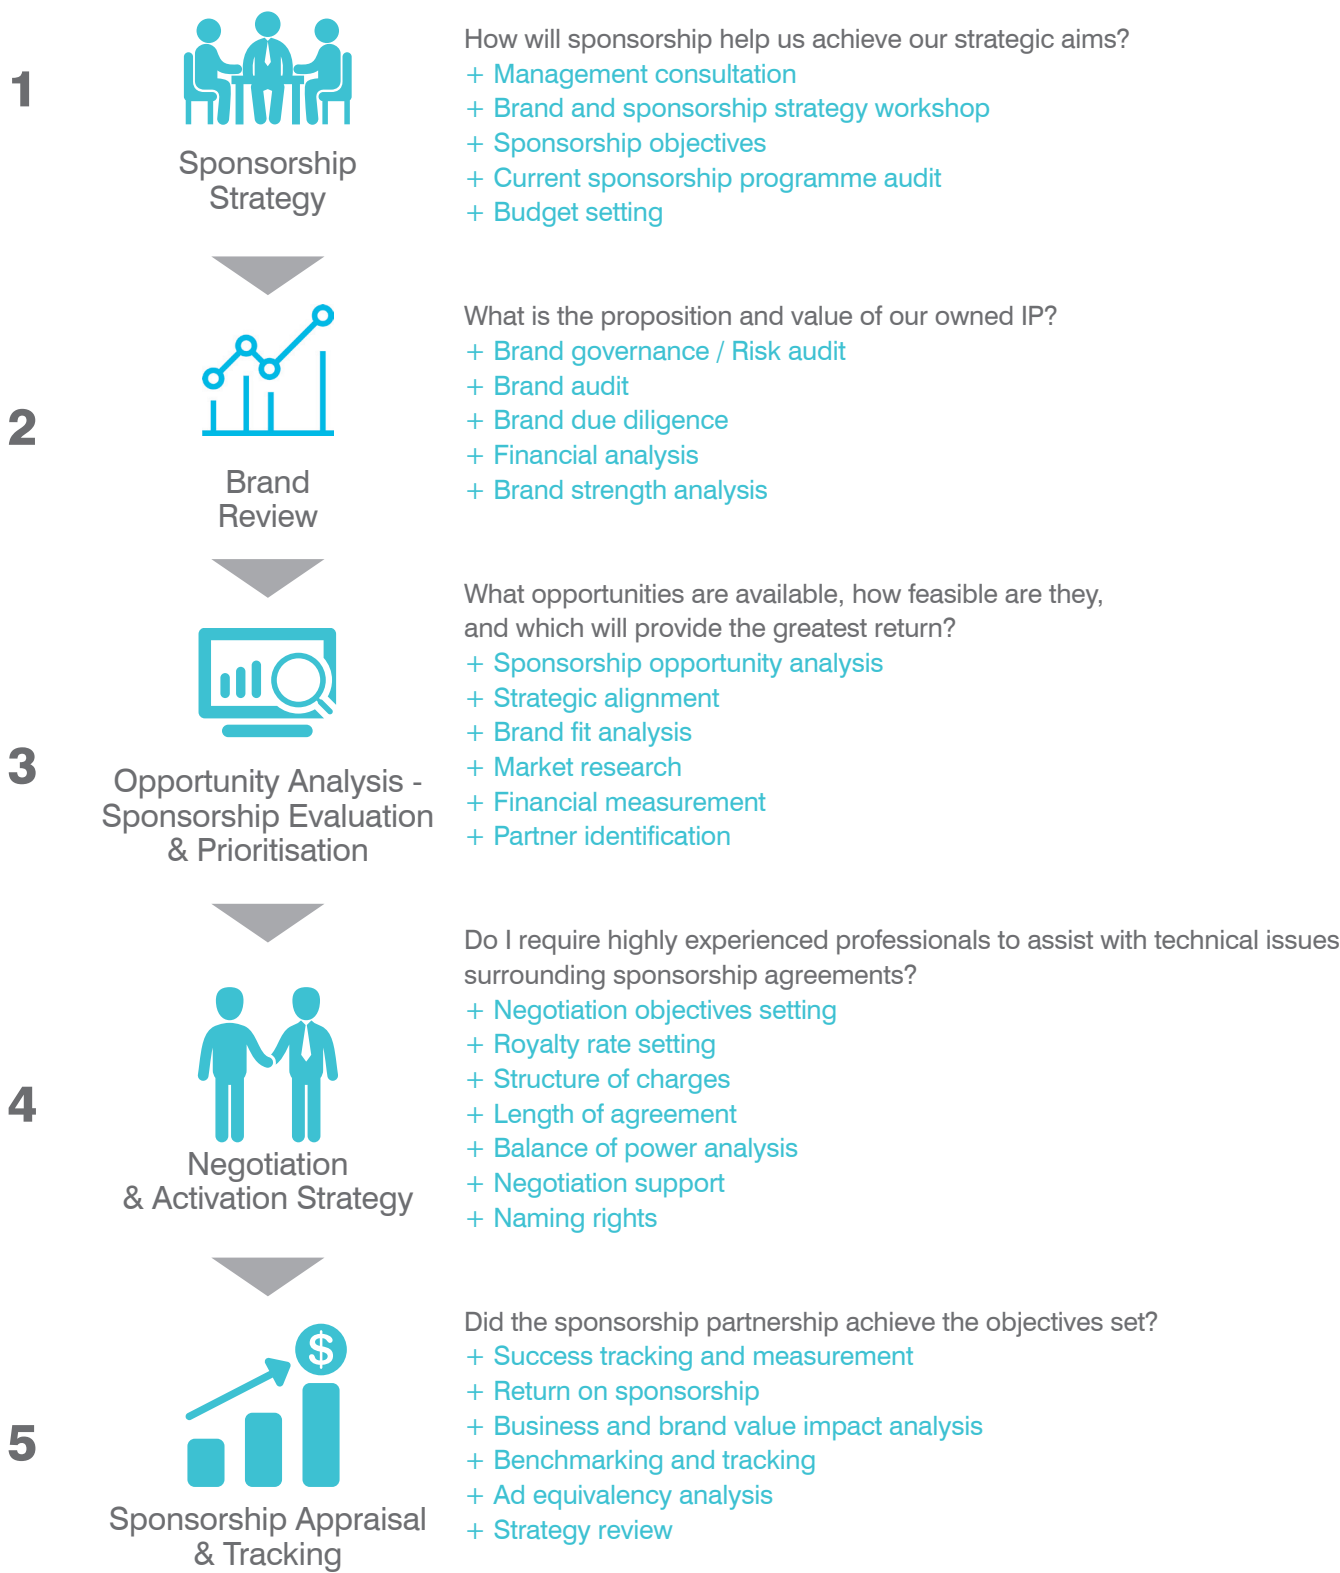 1
Sponsorship
Strategy
How will sponsorship help us achieve our strategic aims?
+ Management consultation
+ Brand and sponsorship strategy workshop
+ Sponsorship objectives
+ Current sponsorship programme audit
+ Budget setting
2
Brand
Review
What is the proposition and value of our owned IP?
+ Brand governance / Risk audit
+ Brand audit
+ Brand due diligence
+ Financial analysis
+ Brand strength analysis
3
Opportunity Analysis -
Sponsorship Evaluation
& Prioritisation
What opportunities are available, how feasible are they,
and which will provide the greatest return?
+ Sponsorship opportunity analysis
+ Strategic alignment
+ Brand fit analysis
+ Market research
+ Financial measurement
+ Partner identification
4
Negotiation
& Activation Strategy
Do I require highly experienced professionals to assist with technical issues
surrounding sponsorship agreements?
+ Negotiation objectives setting
+ Royalty rate setting
+ Structure of charges
+ Length of agreement
+ Balance of power analysis
+ Negotiation support
+ Naming rights
5
$
Sponsorship Appraisal
& Tracking
Did the sponsorship partnership achieve the objectives set?
+ Success tracking and measurement
+ Return on sponsorship
+ Business and brand value impact analysis
+ Benchmarking and tracking
+ Ad equivalency analysis
+ Strategy review